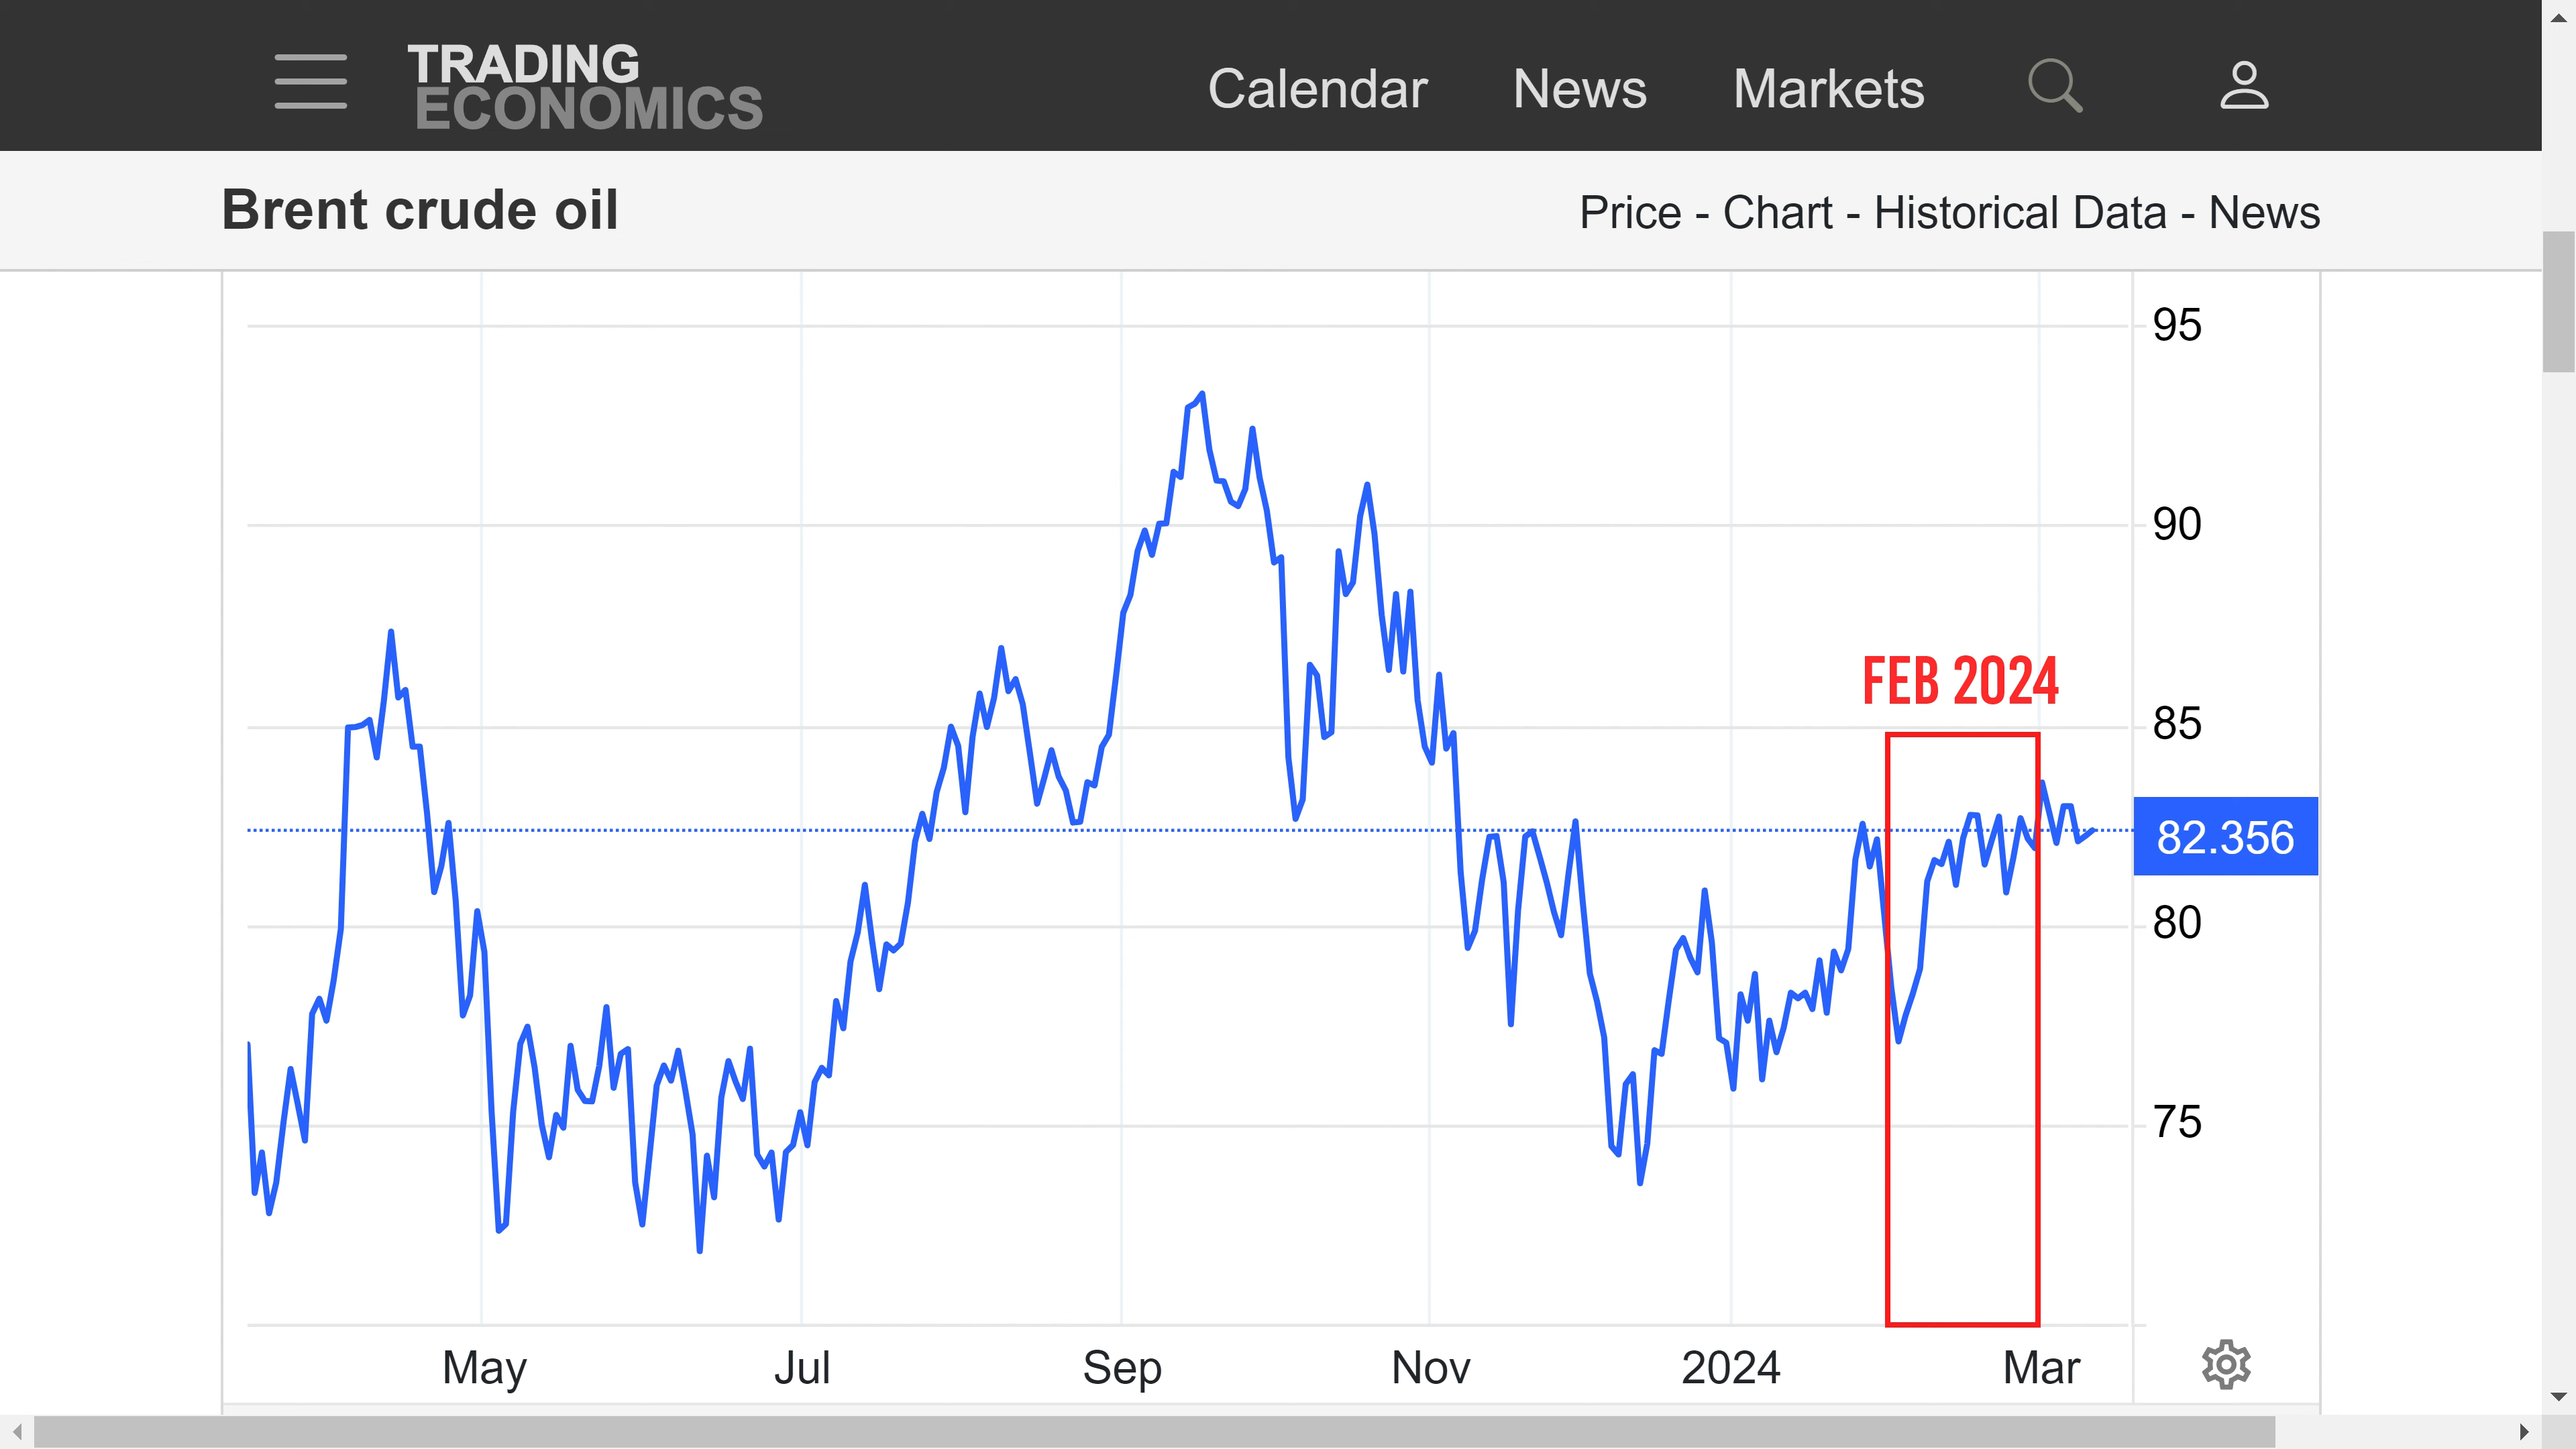 TRADING
ECONOMICS
Calendar News Markets
Brent crude oil
Price - Chart - Historical Data - News
95
90
FEB 2024
85
82.356
80
75
May Jul Sep Nov 2024 Mar